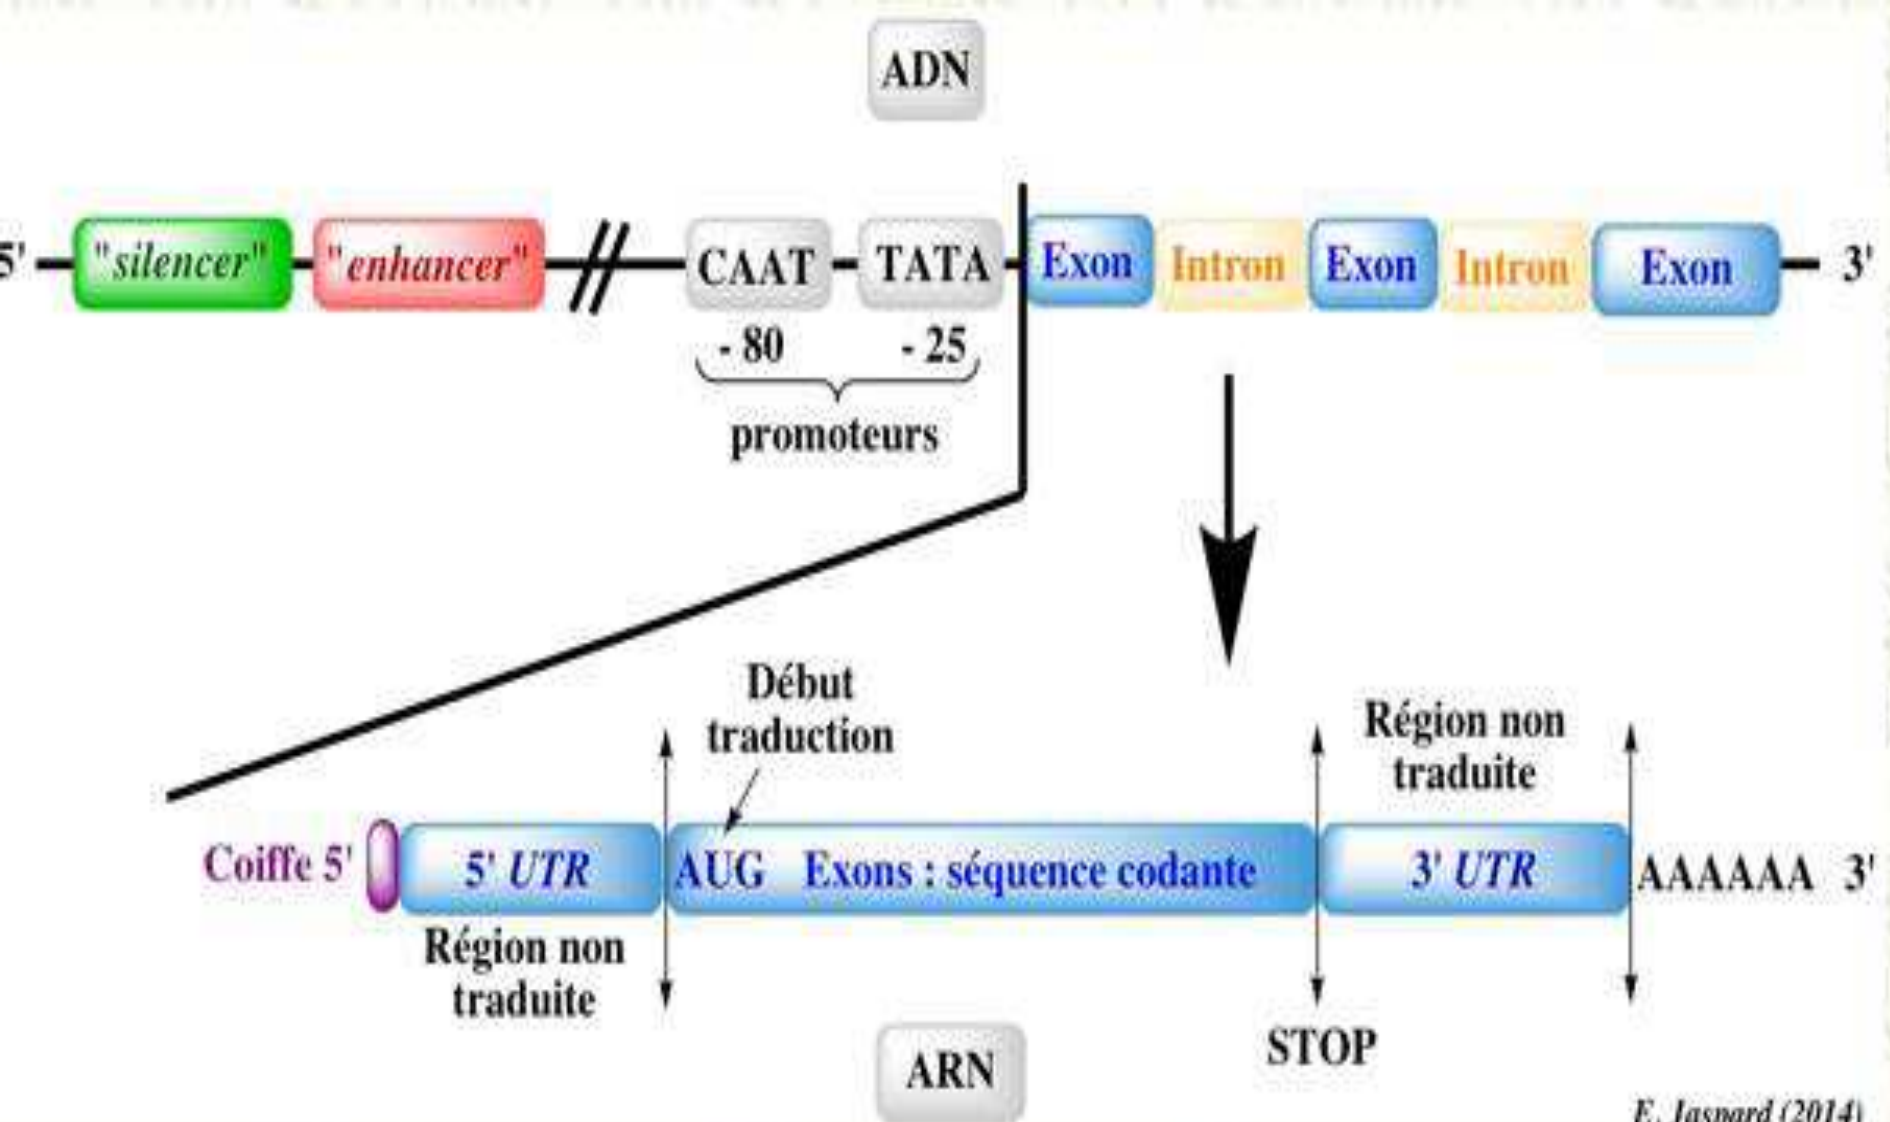 ADN
5' "silencer" "enhancer" CAAT TATA Exon Intron Exon Intron Exon 3'
- 80 - 25
promoteurs
Début
traduction
Région non
traduite
Coiffe 5' 5' UTR AUG Exons : séquence codante 3' UTR AAAAAA 3'
Région non
traduite
STOP
ARN
E. Jaspard (2014)